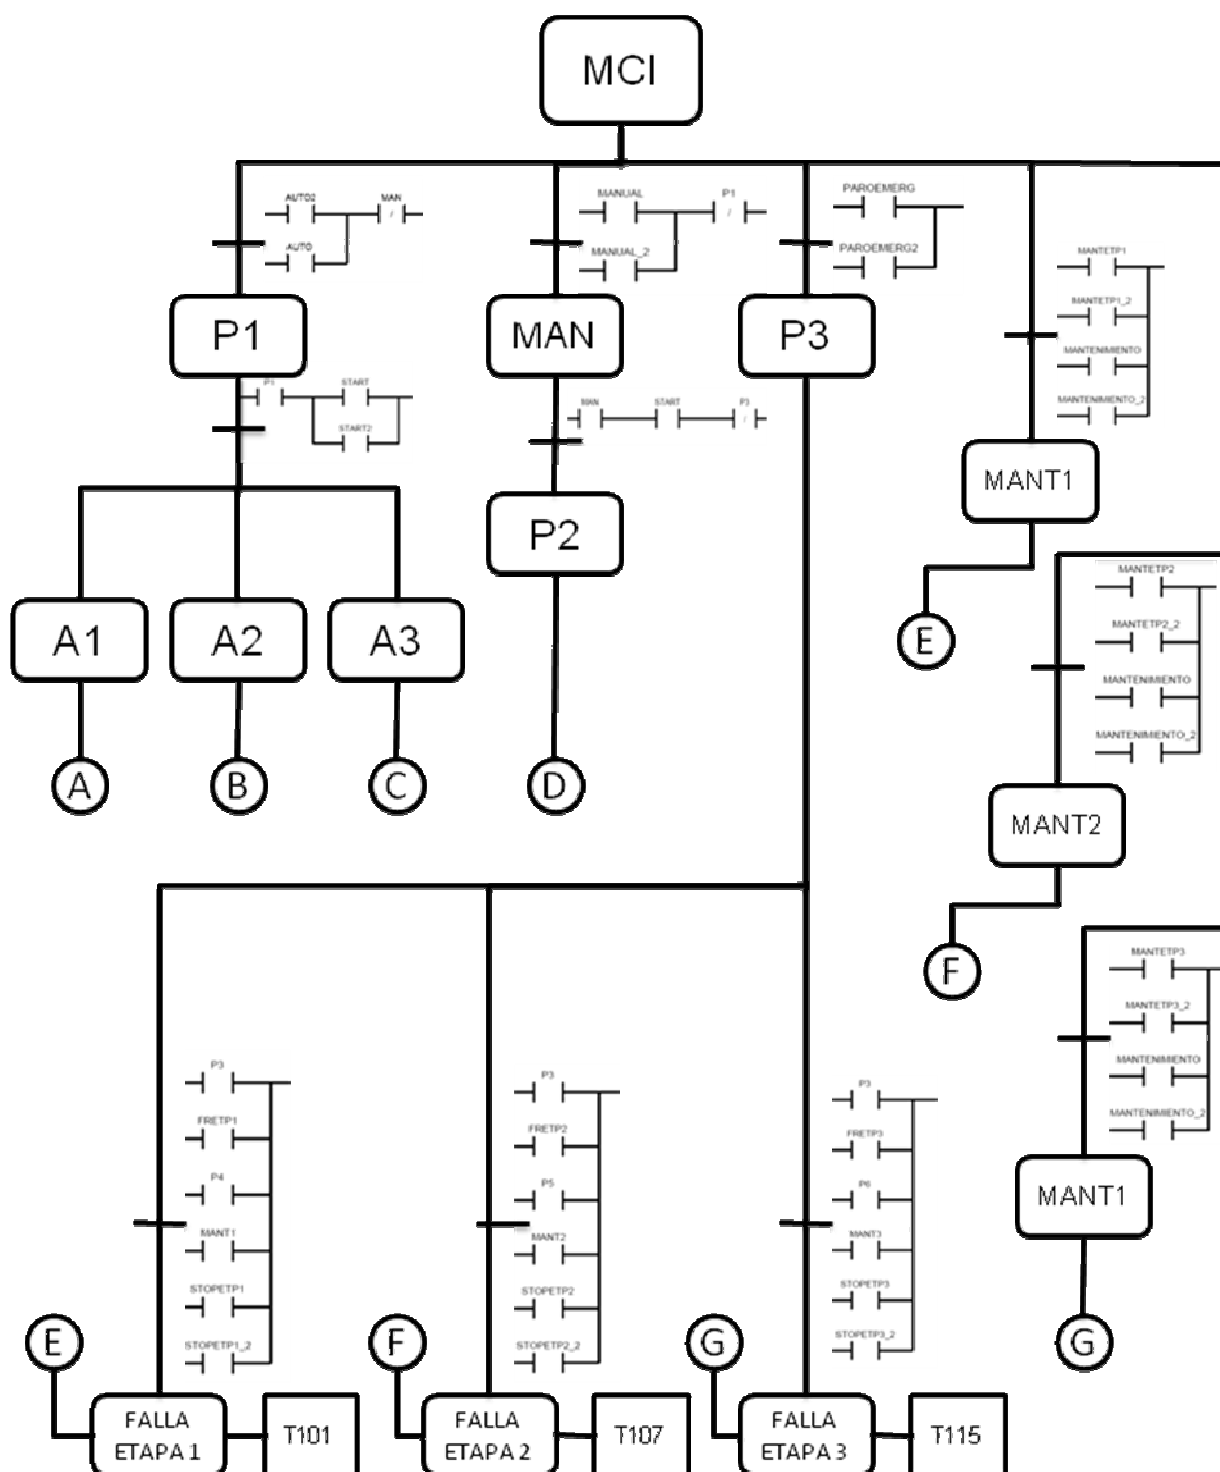 MCI
AUTO2
MAN
AUTO
MANUAL
P1
MANUAL_2
PAROEMERG
PAROEMERG2
MANTETP1
MANTETP1_2
MANTENIMIENTO
MANTENIMIENTO_2
P1
MAN
P3
P1
START
START2
MAN
START
P3
MANT1
P2
A1
A2
A3
E
MANTETP2
MANTETP2_2
MANTENIMIENTO
MANTENIMIENTO_2
A
B
C
D
MANT2
F
MANTETP3
MANTETP3_2
MANTENIMIENTO
MANTENIMIENTO_2
MANT1
G
P3
FRETP1
P4
MANT1
STOPETP1
STOPETP1_2
P3
FRETP2
P5
MANT2
STOPETP2
STOPETP2_2
P3
FRETP3
P6
MANT3
STOPETP3
STOPETP3_2
E
FALLA
ETAPA 1
T101
F
FALLA
ETAPA 2
T107
G
FALLA
ETAPA 3
T115